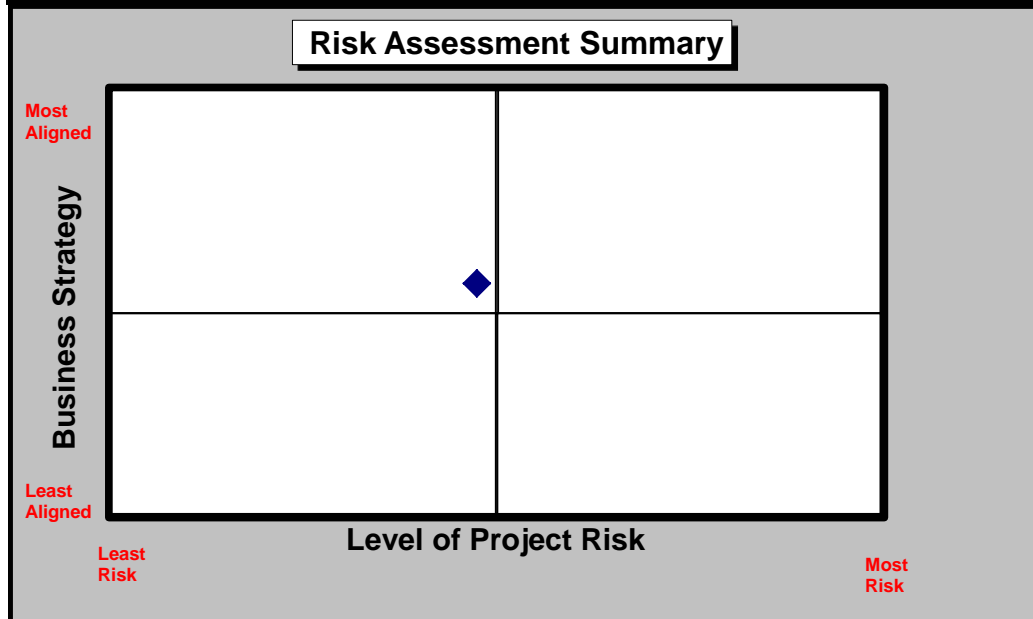 Risk Assessment Summary
Most
Aligned
Business Strategy
Least
Aligned
Level of Project Risk
Least
Risk
Most
Risk